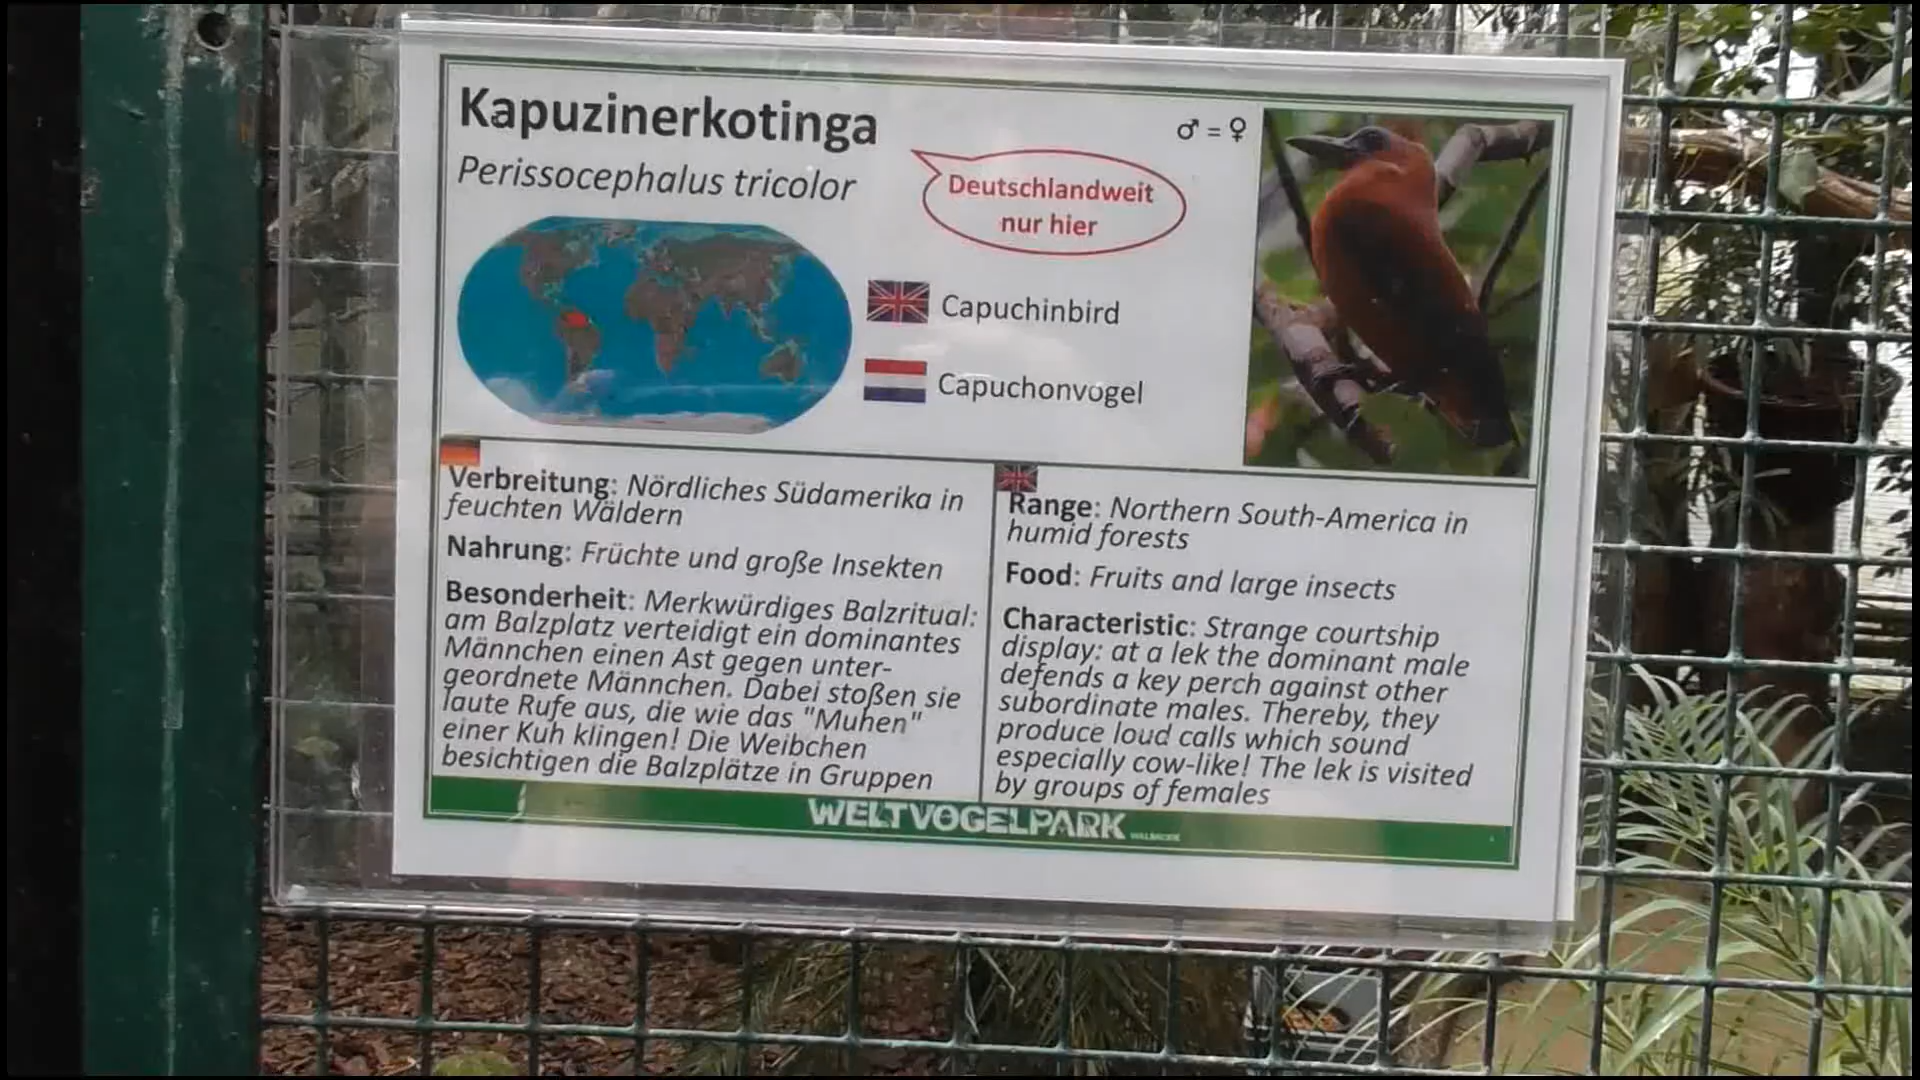 Kapuzinerkotinga
Perissocephalus tricolor
♂ = ♀
Deutschlandweit
nur hier
Capuchinbird
Capuchonvogel
Verbreitung: Nördliches Südamerika in
feuchten Wäldern
Nahrung: Früchte und große Insekten
Besonderheit: Merkwürdiges Balzritual:
am Balzplatz verteidigt ein dominantes
Männchen einen Ast gegen unter-
geordnete Männchen. Dabei stoßen sie
laute Rufe aus, die wie das "Muhen"
einer Kuh klingen! Die Weibchen
besichtigen die Balzplätze in Gruppen
Range: Northern South-America in
humid forests
Food: Fruits and large insects
Characteristic: Strange courtship
display: at a lek the dominant male
defends a key perch against other
subordinate males. Thereby, they
produce loud calls which sound
especially cow-like! The lek is visited
by groups of females
WELTVOGELPARK